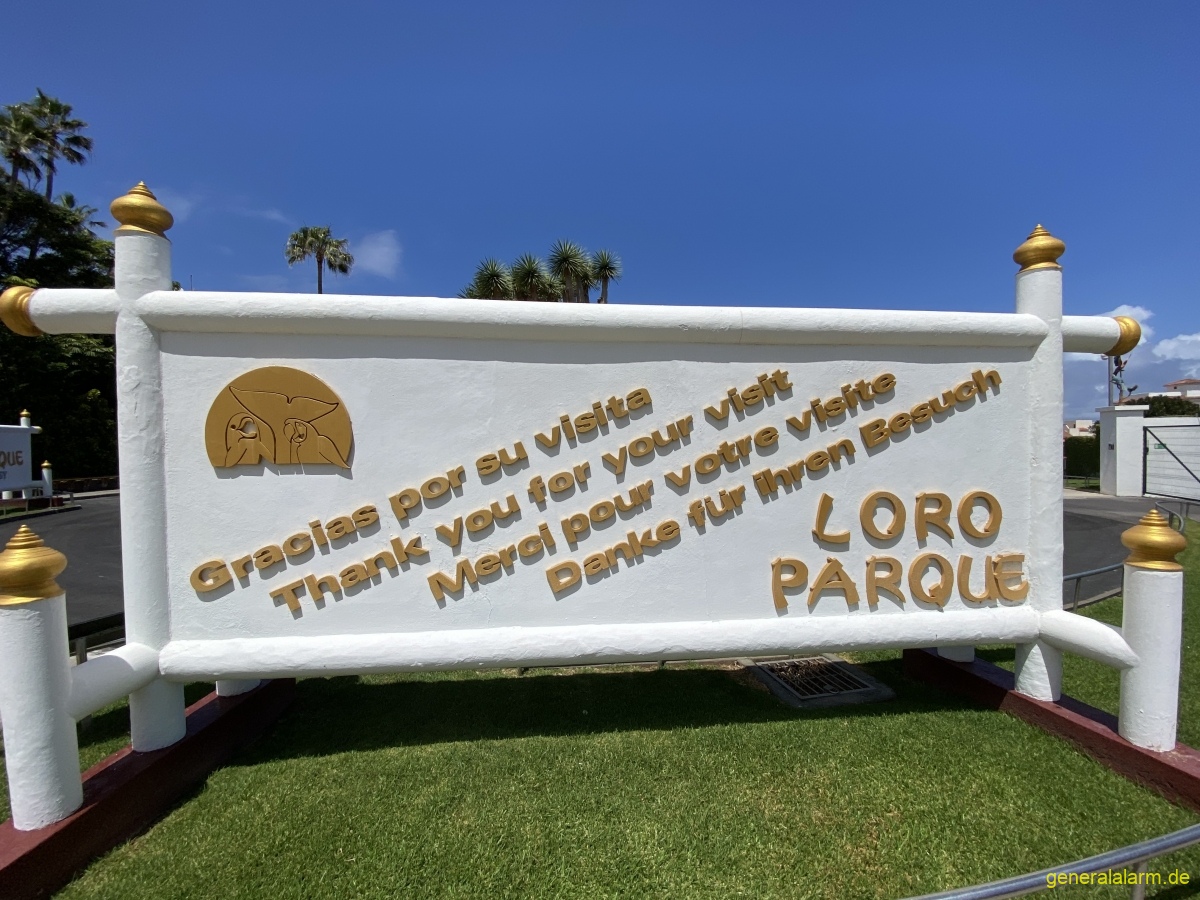 Gracias por su visita
Thank you for your visit
Merci pour votre visite
Danke für ihren Besuch
LORO
PARQUE
QUE
generalalarm.de